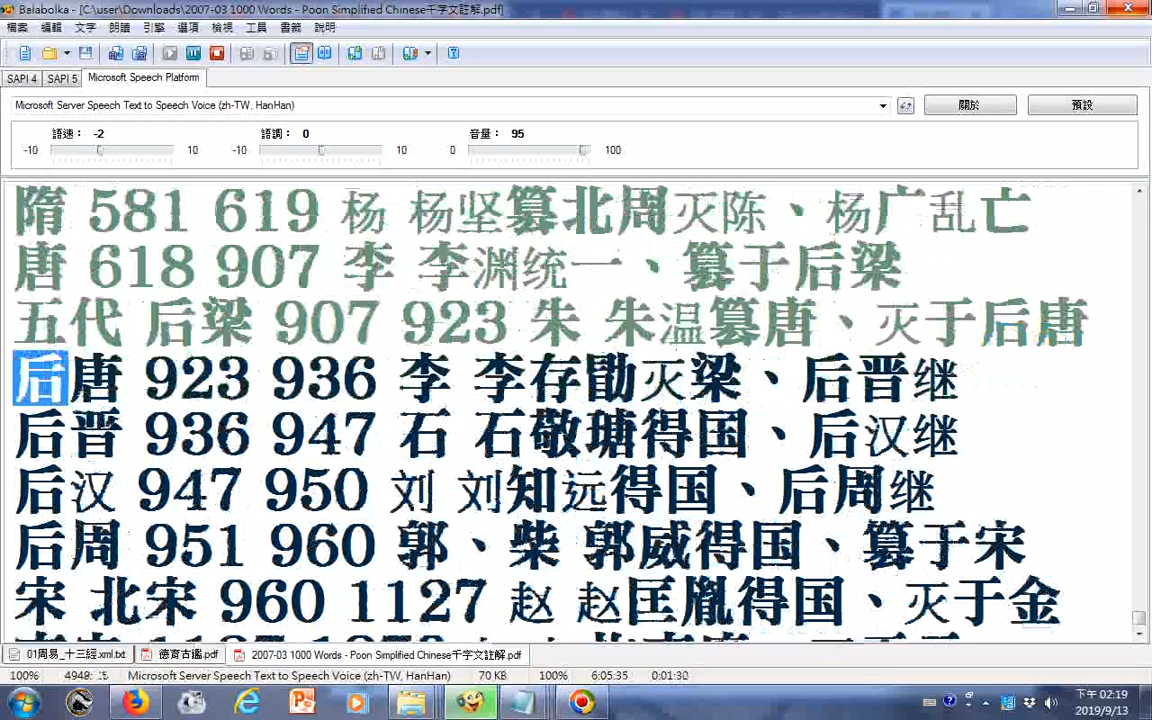 Balabolka - [C:\user\Downloads\2007-03 1000 Words - Poon Simplified Chinese千字文註解.pdf]
檔案 編輯 文字 朗讀 引擎 選項 檢視 工具 書籤 說明
SAPI 4 SAPI 5 Microsoft Speech Platform
Microsoft Server Speech Text to Speech Voice (zh-TW, HanHan) 關於 預設
語速： -2 語調： 0 音量： 95
-10 10 -10 10 0 100
隋 581 619 杨 杨坚篡北周灭陈、杨广乱亡
唐 618 907 李 李渊统一、篡于后梁
五代 后梁 907 923 朱 朱温篡唐、灭于后唐
后唐 923 936 李 李存勖灭梁、后晋继
后晋 936 947 石 石敬瑭得国、后汉继
后汉 947 950 刘 刘知远得国、后周继
后周 951 960 郭、柴 郭威得国、篡于宋
宋 北宋 960 1127 赵 赵匡胤得国、灭于金
01周易_十三經.xml.txt 德育古鑑.pdf 2007-03 1000 Words - Poon Simplified Chinese千字文註解.pdf
100% Microsoft Server Speech Text to Speech Voice (zh-TW, HanHan) 70 KB 100% 6:05:35 0:01:30
下午 02:19
2019/9/13